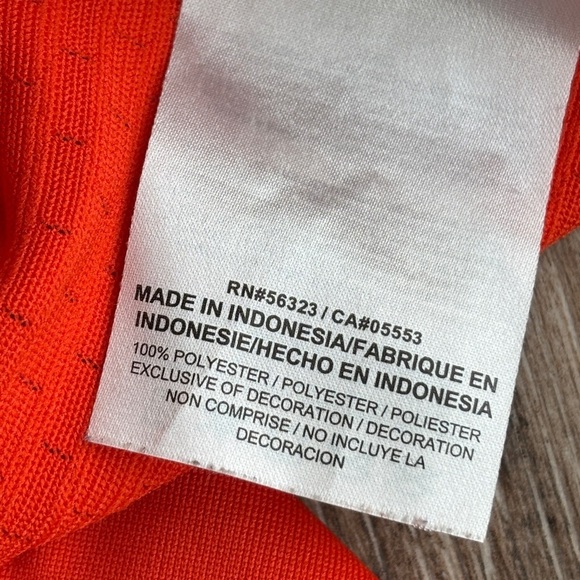 RN#56323 / CA#05553
MADE IN INDONESIA/FABRIQUE EN
INDONESIE/HECHO EN INDONESIA
100% POLYESTER / POLYESTER / POLIESTER
EXCLUSIVE OF DECORATION / DECORATION
NON COMPRISE / NO INCLUYE LA
DECORACION